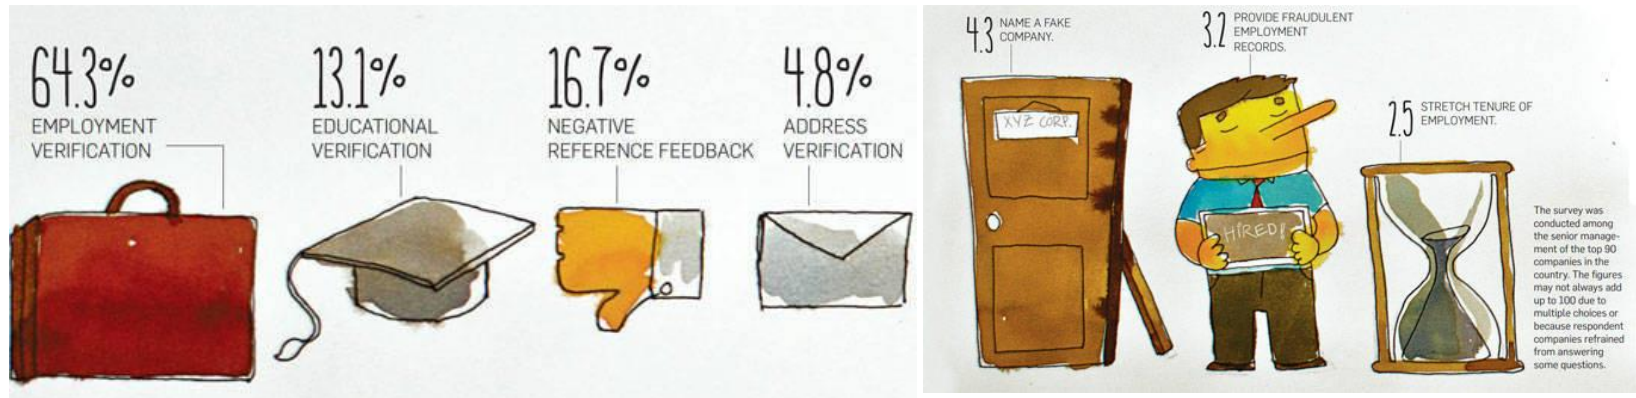 64.3%
EMPLOYMENT
VERIFICATION
13.1%
EDUCATIONAL
VERIFICATION
16.7%
NEGATIVE
REFERENCE FEEDBACK
4.8%
ADDRESS
VERIFICATION
4.3 NAME A FAKE
COMPANY.
XYZ CORP.
3.2 PROVIDE FRAUDULENT
EMPLOYMENT
RECORDS.
HIRED!
2.5 STRETCH TENURE OF
EMPLOYMENT.
The survey was
conducted among
the senior manage-
ment of the top 90
companies in the
country. The figures
may not always add
up to 100 due to
multiple choices or
because respondent
companies refrained
from answering
some questions.